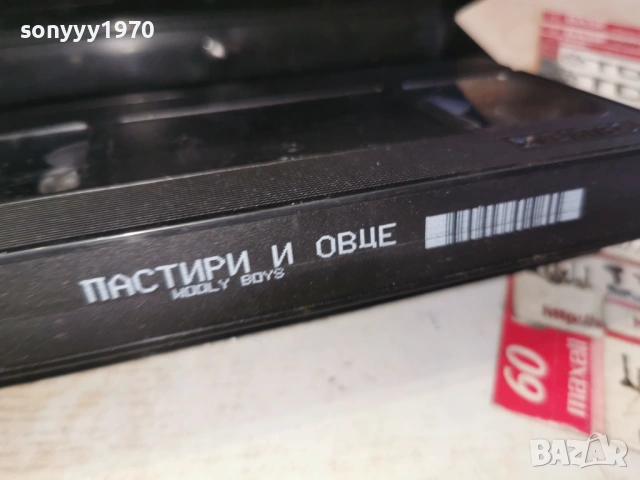 sonyyy1970
ПАСТИРИ И ОВЦЕ
WOOLY BOYS
60
maxell
BAZAR